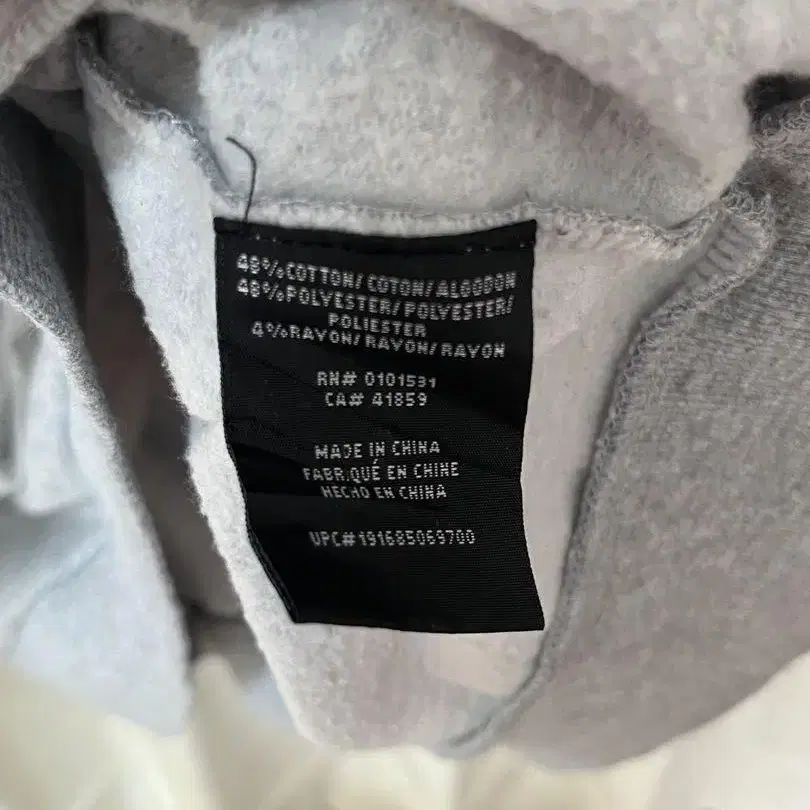 48%COTTON/ COTON/ ALGODON
48%POLYESTER/ POLYESTER/
POLIESTER
4%RAYON/ RAYON/ RAYON
RN# 0101531
CA# 41859
MADE IN CHINA
FABRIQUÉ EN CHINE
HECHO EN CHINA
UPC#191685069700